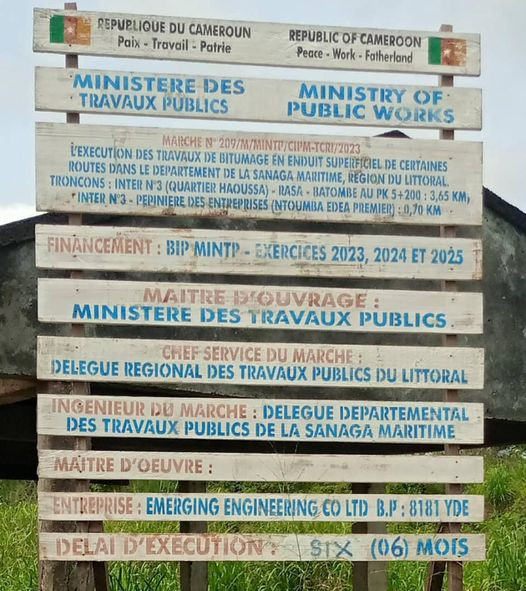 REPUBLIQUE DU CAMEROUN
Paix - Travail - Patrie
REPUBLIC OF CAMEROON
Peace - Work - Fatherland
MINISTERE DES
TRAVAUX PUBLICS
MINISTRY OF
PUBLIC WORKS
MARCHE N° 209/M/MINTP/CIPM-TCRI/2023
L'EXECUTION DES TRAVAUX DE BITUMAGE EN ENDUIT SUPERFICIEL DE CERTAINES
ROUTES DANS LE DEPARTEMENT DE LA SANAGA MARITIME, REGION DU LITTORAL.
TRONCONS : INTER N°3 (QUARTIER HAOUSSA) - RASA - BATOMBE AU PK 5+200 : 3,65 KM,
INTER N°3 - PEPINIERE DES ENTREPRISES (NTOUMBA EDEA PREMIER) : 0,70 KM
FINANCEMENT : BIP MINTP - EXERCICES 2023, 2024 ET 2025
MAITRE D'OUVRAGE :
MINISTERE DES TRAVAUX PUBLICS
CHEF SERVICE DU MARCHE :
DELEGUE REGIONAL DES TRAVAUX PUBLICS DU LITTORAL
INGENIEUR DU MARCHE : DELEGUE DEPARTEMENTAL
DES TRAVAUX PUBLICS DE LA SANAGA MARITIME
MAITRE D'OEUVRE :
ENTREPRISE : EMERGING ENGINEERING CO LTD B.P : 8181 YDE
DELAI D'EXECUTION : SIX (06) MOIS